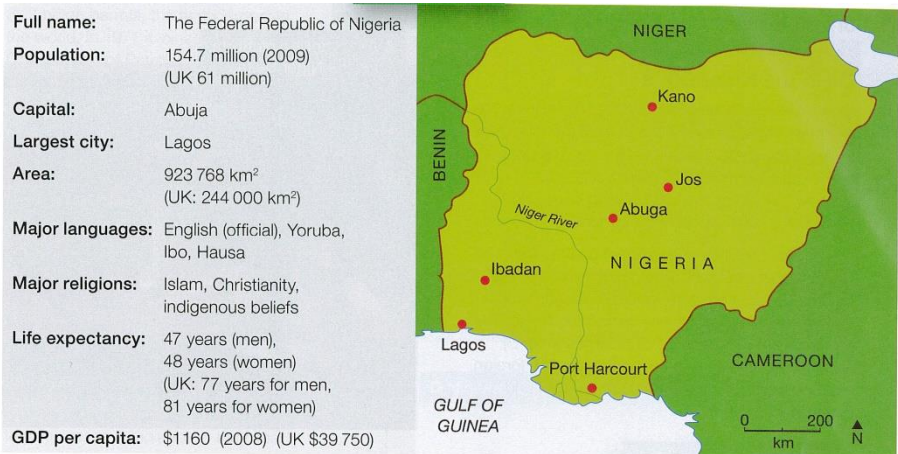 Full name: The Federal Republic of Nigeria
Population: 154.7 million (2009)
(UK 61 million)
Capital: Abuja
Largest city: Lagos
Area: 923 768 km²
(UK: 244 000 km²)
Major languages: English (official), Yoruba,
Ibo, Hausa
Major religions: Islam, Christianity,
indigenous beliefs
Life expectancy: 47 years (men),
48 years (women)
(UK: 77 years for men,
81 years for women)
GDP per capita: $1160 (2008) (UK $39 750)
NIGER
Kano
BENIN
Jos
Abuga
Niger River
NIGERIA
Ibadan
Lagos
CAMEROON
Port Harcourt
GULF OF
GUINEA
0 200
km
N